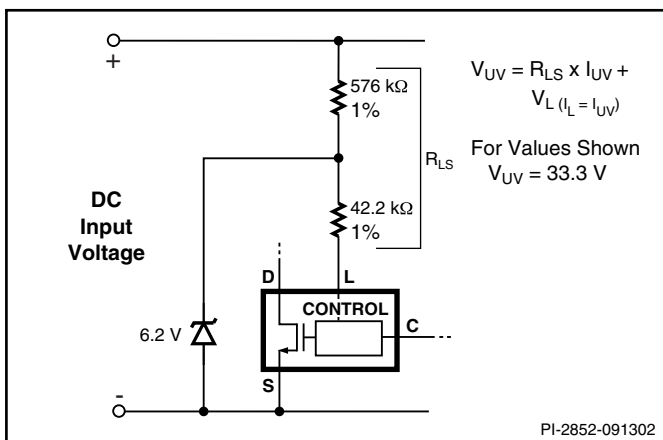 +
576 kΩ
1%
R_LS
V_UV = R_LS x I_UV +
V_L (I_L = I_UV)
For Values Shown
V_UV = 33.3 V
DC
Input
Voltage
42.2 kΩ
1%
D
L
CONTROL
C
6.2 V
S
-
PI-2852-091302